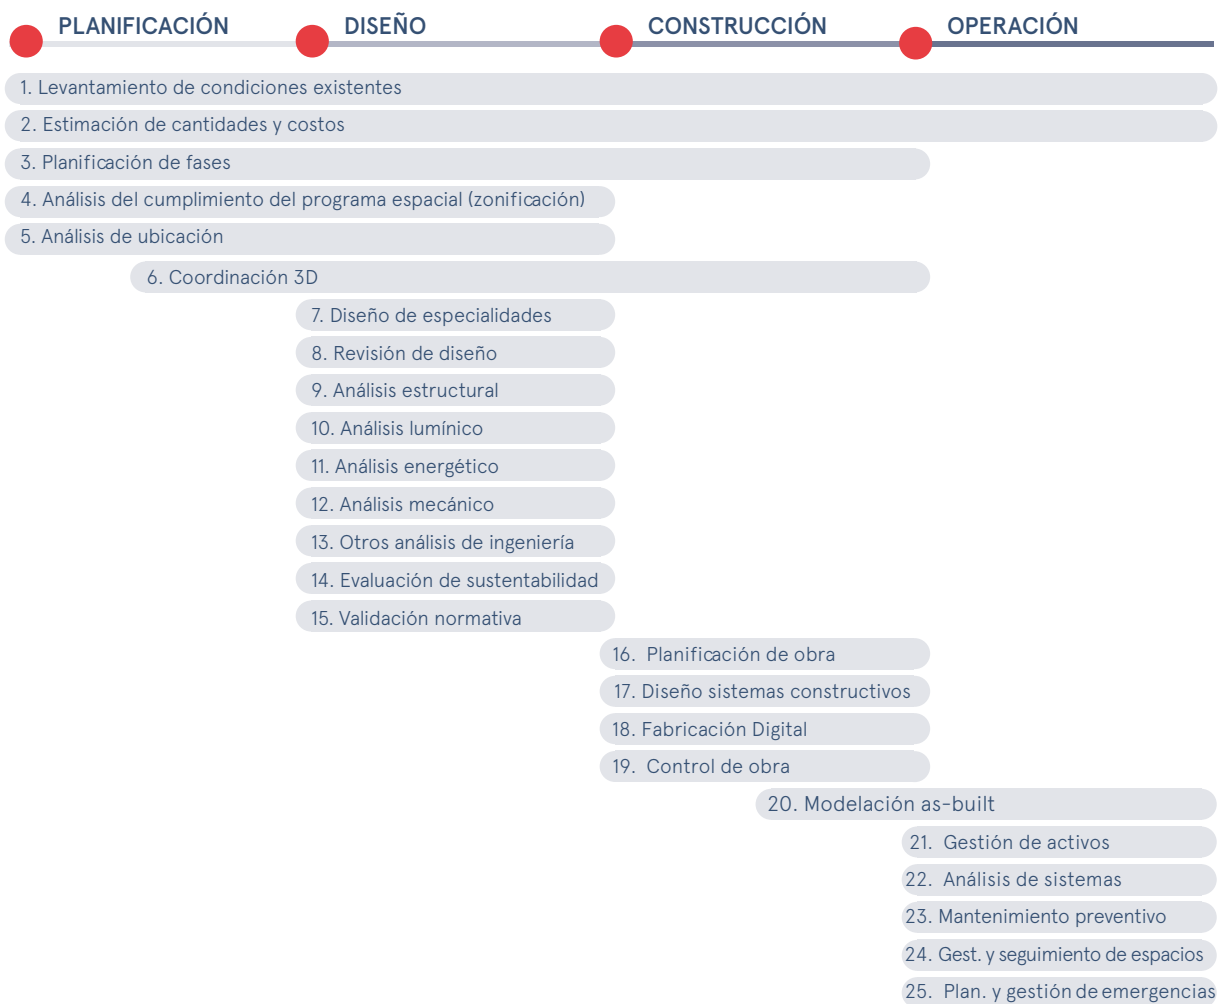 PLANIFICACIÓN DISEÑO CONSTRUCCIÓN OPERACIÓN
1. Levantamiento de condiciones existentes
2. Estimación de cantidades y costos
3. Planificación de fases
4. Análisis del cumplimiento del programa espacial (zonificación)
5. Análisis de ubicación
6. Coordinación 3D
7. Diseño de especialidades
8. Revisión de diseño
9. Análisis estructural
10. Análisis lumínico
11. Análisis energético
12. Análisis mecánico
13. Otros análisis de ingeniería
14. Evaluación de sustentabilidad
15. Validación normativa
16. Planificación de obra
17. Diseño sistemas constructivos
18. Fabricación Digital
19. Control de obra
20. Modelación as-built
21. Gestión de activos
22. Análisis de sistemas
23. Mantenimiento preventivo
24. Gest. y seguimiento de espacios
25. Plan. y gestión de emergencias